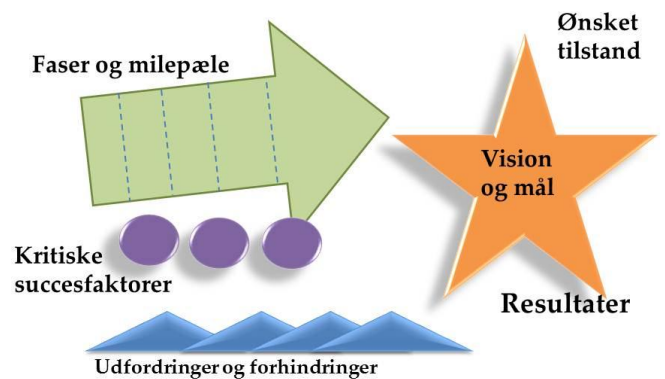 Ønsket
tilstand
Faser og milepæle
Vision
og mål
Kritiske
succesfaktorer
Resultater
Udfordringer og forhindringer